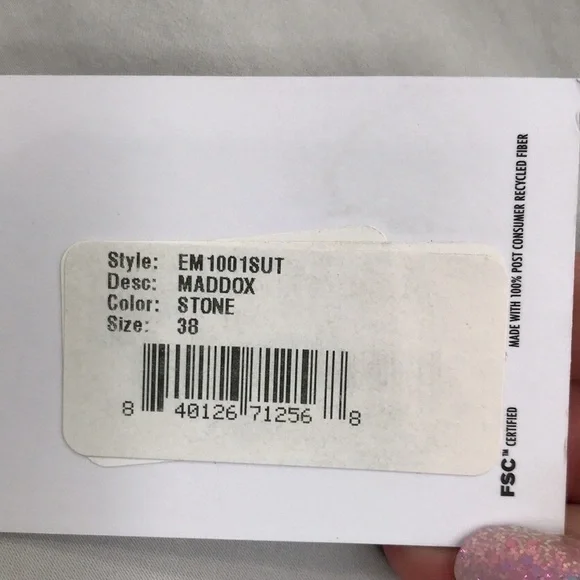 Style: EM1001SUT
Desc: MADDOX
Color: STONE
Size: 38
8 40126 71256 8
MADE WITH 100% POST CONSUMER RECYCLED FIBER
FSC™ CERTIFIED